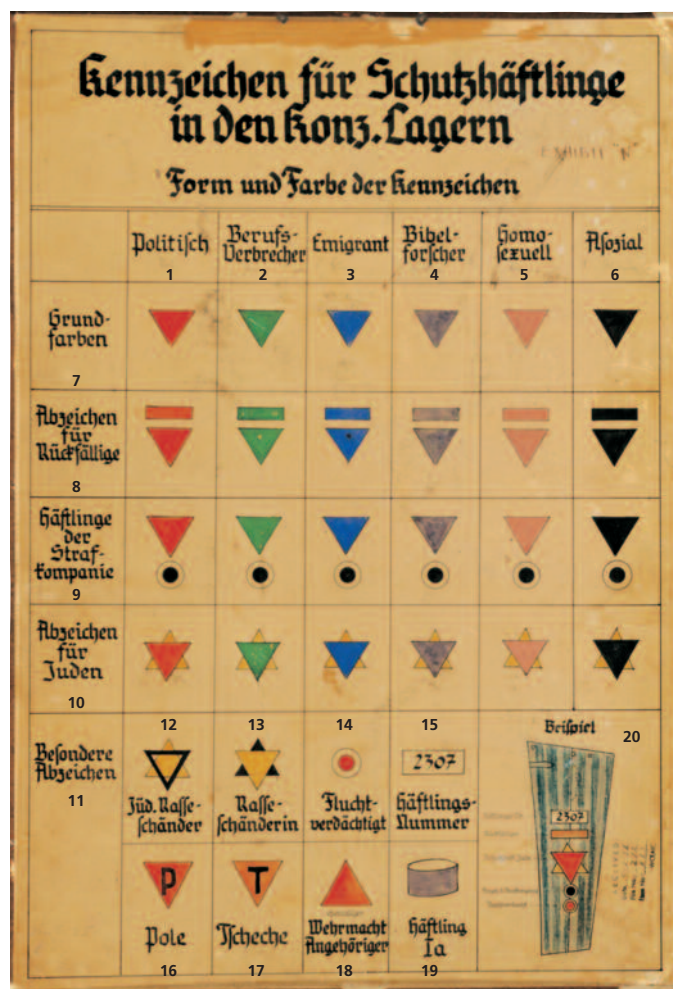 Kennzeichen für Schutzhäftlinge
in den Konz.Lagern
Form und Farbe der Kennzeichen
Politisch
1
Berufs-
Verbrecher
2
Emigrant
3
Bibel-
forscher
4
Homo-
sexuell
5
Asozial
6
Grund-
farben
7
Abzeichen
für
Rückfällige
8
Häftlinge
der
Straf-
kompanie
9
Abzeichen
für
Juden
10
Besondere
Abzeichen
11
12
Jüd. Rasse-
schänder
13
Rasse-
schänderin
14
Flucht-
verdächtigt
15
2307
Häftlings-
Nummer
P
Pole
16
T
Tscheche
17
Wehrmacht
Angehöriger
18
Häftling
Ia
19
Beispiel
20
2307